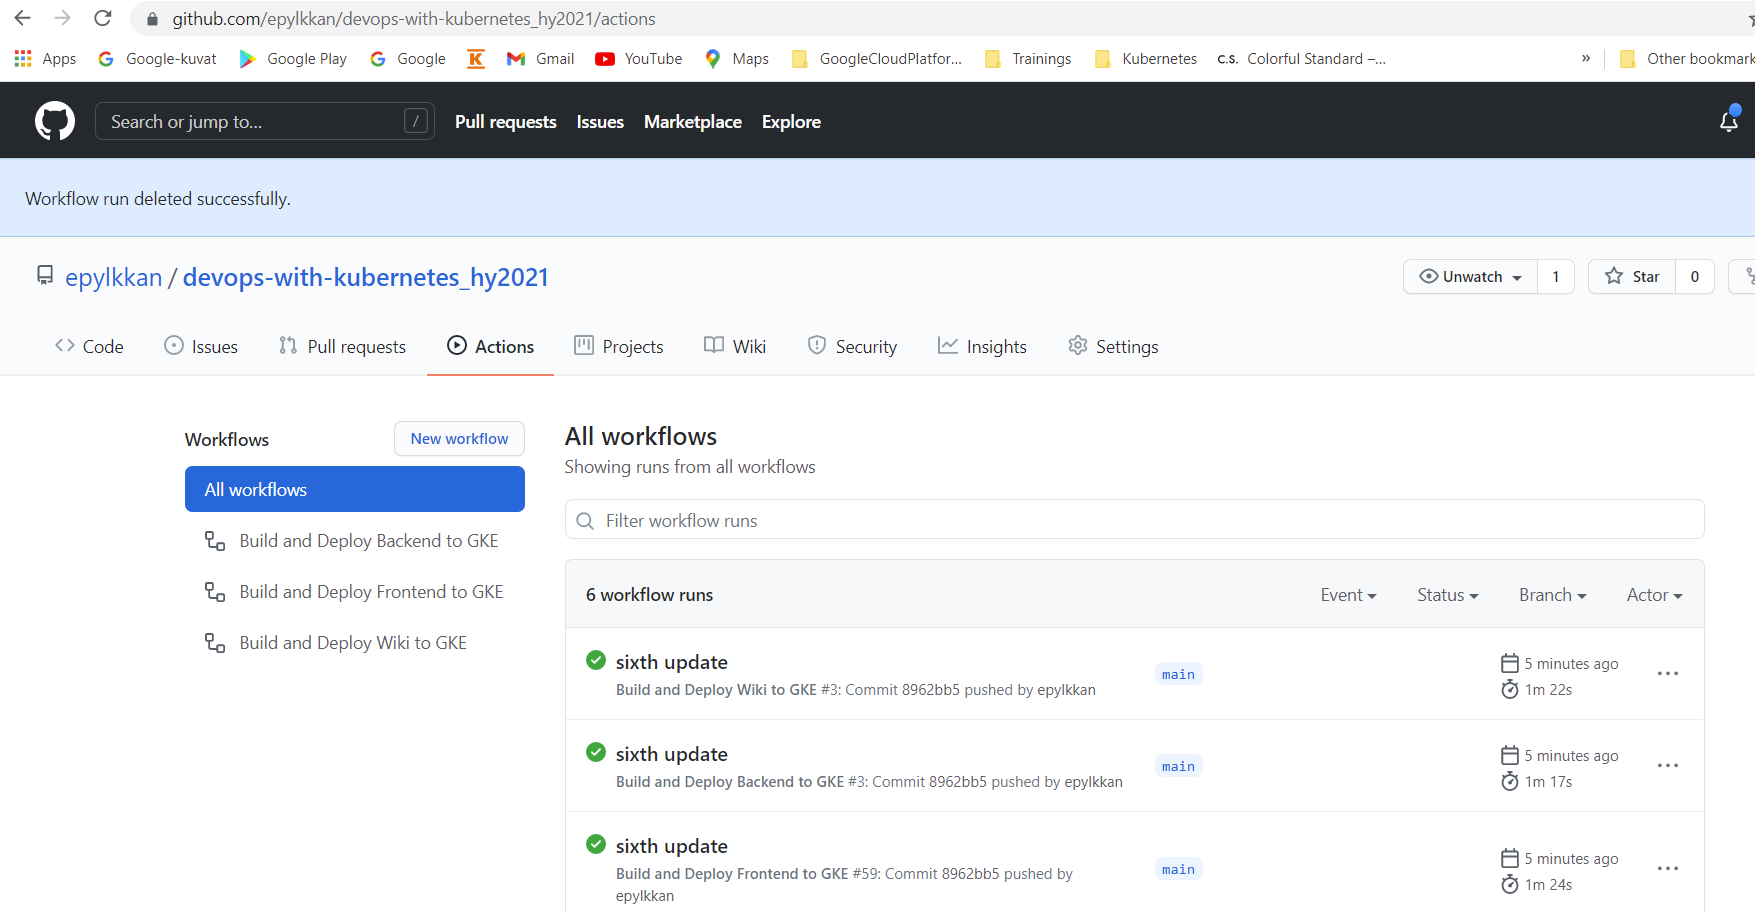 github.com/epylkkan/devops-with-kubernetes_hy2021/actions
Apps Google-kuvat Google Play Google K Gmail YouTube Maps GoogleCloudPlatfor... Trainings Kubernetes c.s. Colorful Standard –... » Other bookmark
Search or jump to... / Pull requests Issues Marketplace Explore
Workflow run deleted successfully.
epylkkan / devops-with-kubernetes_hy2021 Unwatch 1 Star 0
Code Issues Pull requests Actions Projects Wiki Security Insights Settings
Workflows New workflow
All workflows
Build and Deploy Backend to GKE
Build and Deploy Frontend to GKE
Build and Deploy Wiki to GKE
All workflows
Showing runs from all workflows
Filter workflow runs
6 workflow runs Event Status Branch Actor
sixth update
Build and Deploy Wiki to GKE #3: Commit 8962bb5 pushed by epylkkan
main
5 minutes ago
1m 22s
sixth update
Build and Deploy Backend to GKE #3: Commit 8962bb5 pushed by epylkkan
main
5 minutes ago
1m 17s
sixth update
Build and Deploy Frontend to GKE #59: Commit 8962bb5 pushed by
epylkkan
main
5 minutes ago
1m 24s